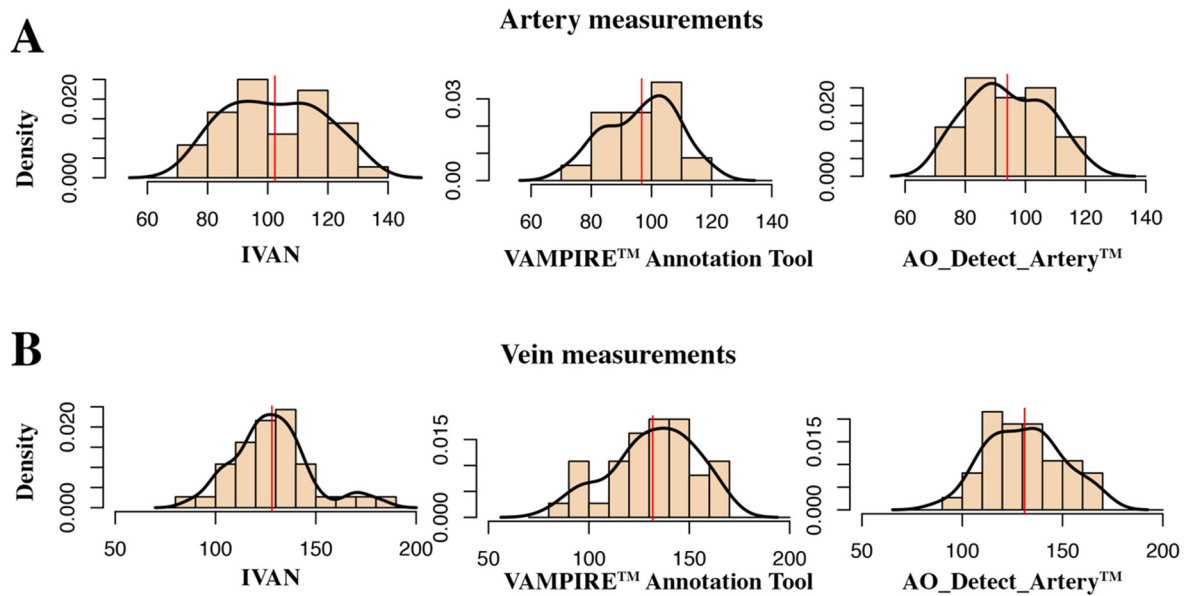 Artery measurements
A
Density
0.000 0.020
60 80 100 120 140
IVAN
0.00 0.03
60 80 100 120 140
VAMPIRE™ Annotation Tool
0.000 0.020
60 80 100 120 140
AO_Detect_Artery™
B
Vein measurements
Density
0.000 0.020
50 100 150 200
IVAN
0.000 0.015
50 100 150 200
VAMPIRE™ Annotation Tool
0.000 0.015
50 100 150 200
AO_Detect_Artery™